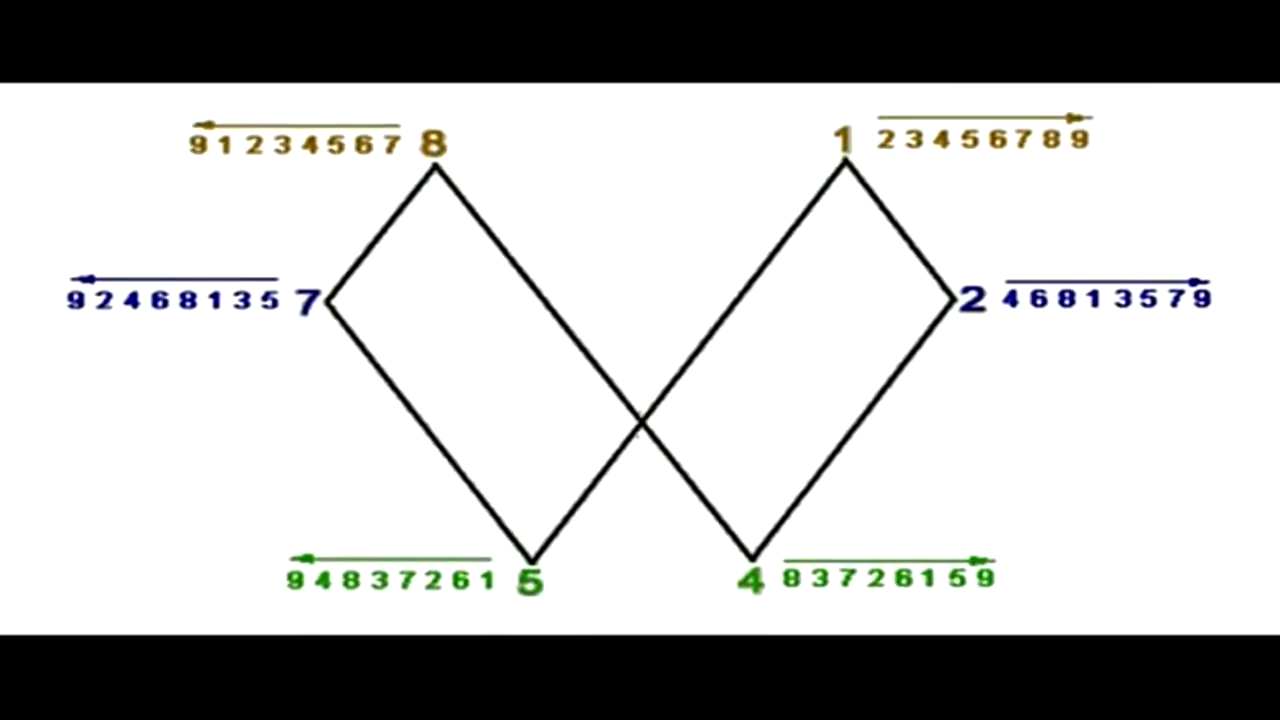 9 1 2 3 4 5 6 7 8
1 2 3 4 5 6 7 8 9
9 2 4 6 8 1 3 5 7
2 4 6 8 1 3 5 7 9
9 4 8 3 7 2 6 1 5
4 8 3 7 2 6 1 5 9